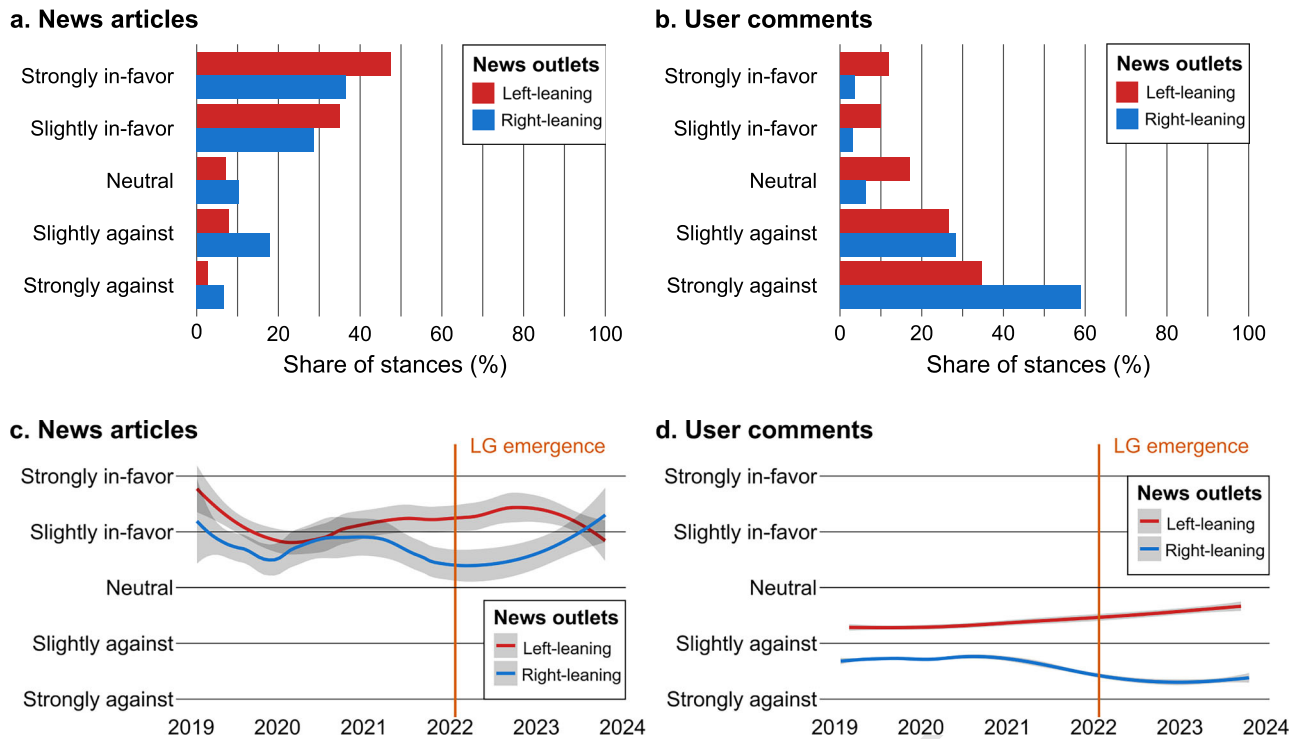 a. News articles
Strongly in-favor
Slightly in-favor
Neutral
Slightly against
Strongly against
News outlets
Left-leaning
Right-leaning
0 20 40 60 80 100
Share of stances (%)
b. User comments
Strongly in-favor
Slightly in-favor
Neutral
Slightly against
Strongly against
News outlets
Left-leaning
Right-leaning
0 20 40 60 80 100
Share of stances (%)
c. News articles
LG emergence
Strongly in-favor
Slightly in-favor
Neutral
Slightly against
Strongly against
News outlets
Left-leaning
Right-leaning
2019 2020 2021 2022 2023 2024
d. User comments
LG emergence
Strongly in-favor
Slightly in-favor
Neutral
Slightly against
Strongly against
News outlets
Left-leaning
Right-leaning
2019 2020 2021 2022 2023 2024